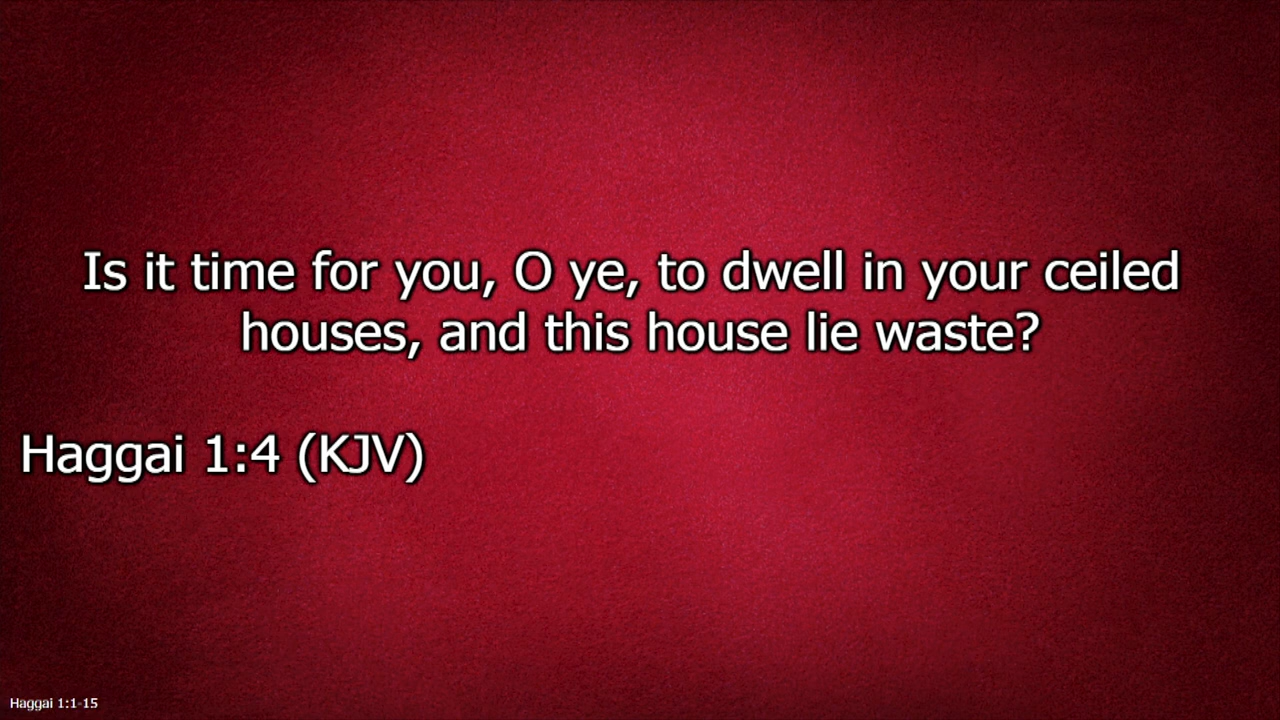 Is it time for you, O ye, to dwell in your ceiled
houses, and this house lie waste?
Haggai 1:4 (KJV)
Haggai 1:1-15